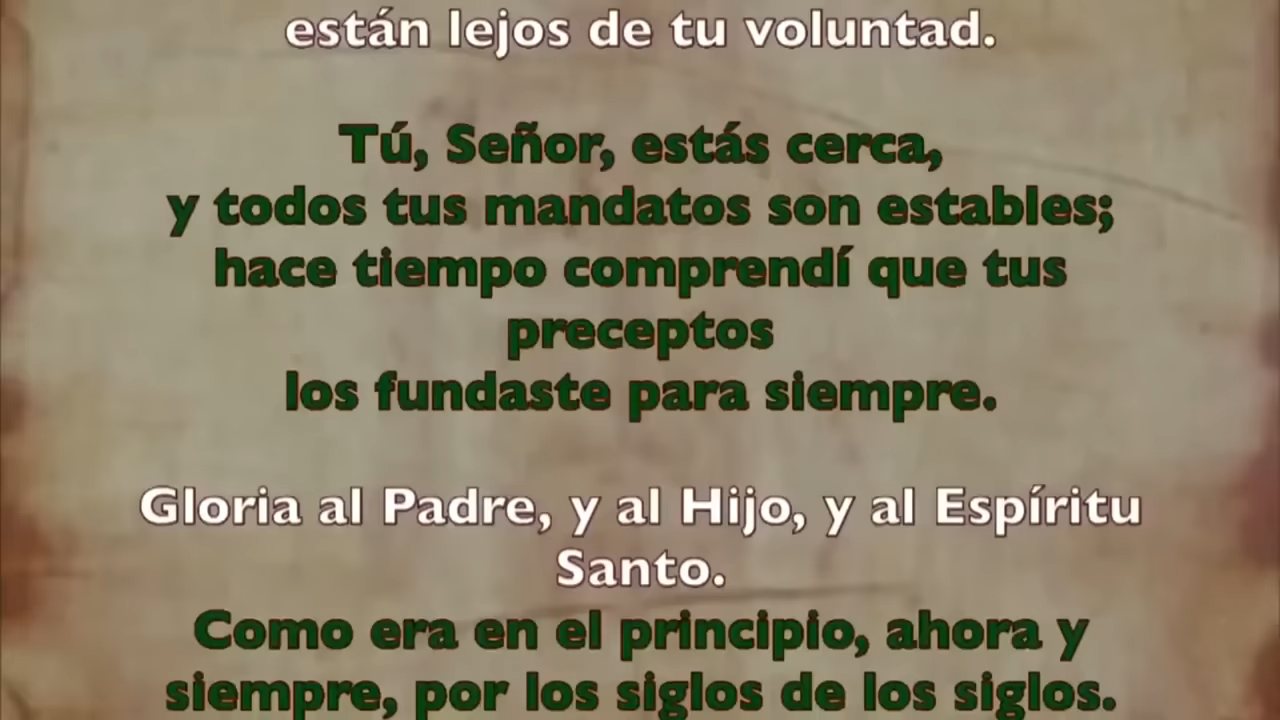 están lejos de tu voluntad.
Tú, Señor, estás cerca,
y todos tus mandatos son estables;
hace tiempo comprendí que tus
preceptos
los fundaste para siempre.
Gloria al Padre, y al Hijo, y al Espíritu
Santo.
Como era en el principio, ahora y
siempre, por los siglos de los siglos.